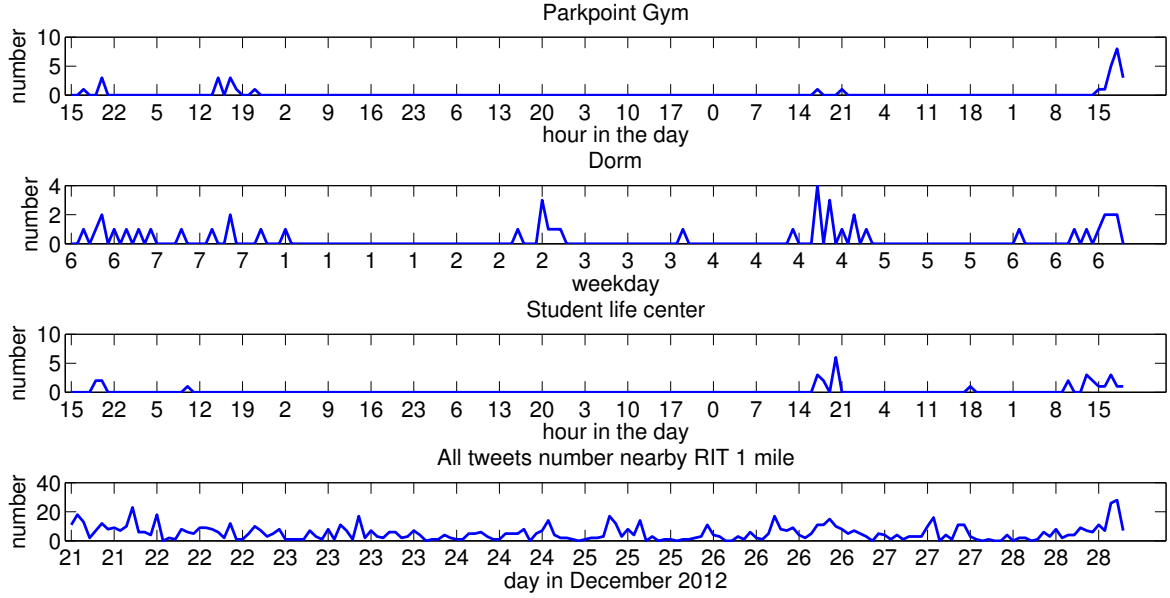 Parkpoint Gym
10
5
0
number
15 22 5 12 19 2 9 16 23 6 13 20 3 10 17 0 7 14 21 4 11 18 1 8 15
hour in the day
Dorm
4
2
0
number
6 6 7 7 7 1 1 1 1 2 2 2 3 3 3 4 4 4 4 5 5 5 6 6 6
weekday
Student life center
10
5
0
number
15 22 5 12 19 2 9 16 23 6 13 20 3 10 17 0 7 14 21 4 11 18 1 8 15
hour in the day
All tweets number nearby RIT 1 mile
40
20
0
number
21 21 22 22 22 23 23 23 23 24 24 24 25 25 25 26 26 26 26 27 27 27 28 28 28
day in December 2012